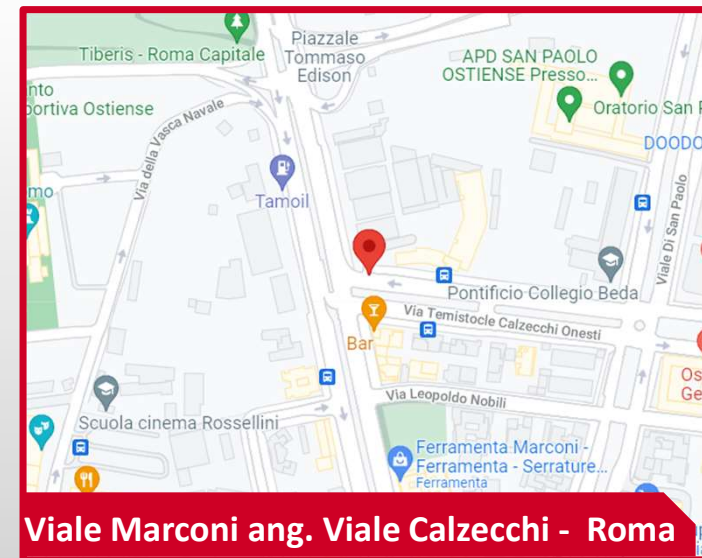 Piazzale
Tommaso
Edison
Tiberis - Roma Capitale
APD SAN PAOLO
OSTIENSE Presso...
nto
portiva Ostiense
Oratorio San P
Via della Vasca Navale
DOODO
mo
Tamoil
Viale Di San Paolo
Pontificio Collegio Beda
Via Temistocle Calzecchi Onesti
Bar
Os
Ge
Via Leopoldo Nobili
Scuola cinema Rossellini
Ferramenta Marconi -
Ferramenta - Serrature...
Ferramenta
Viale Marconi ang. Viale Calzecchi - Roma